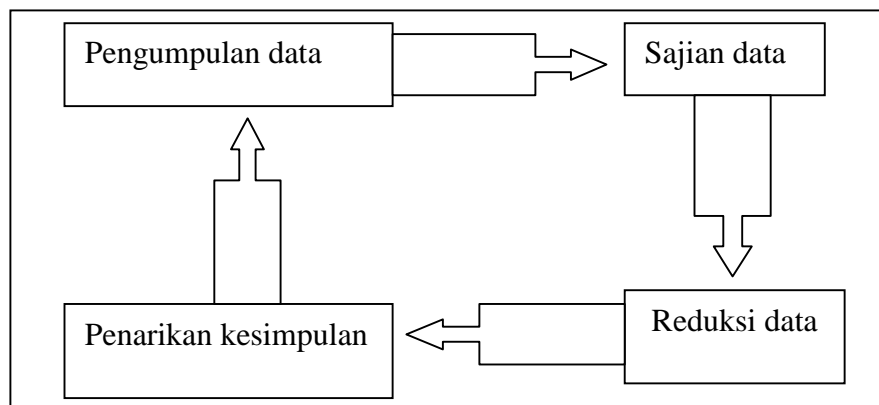 Pengumpulan data
Sajian data
Penarikan kesimpulan
Reduksi data